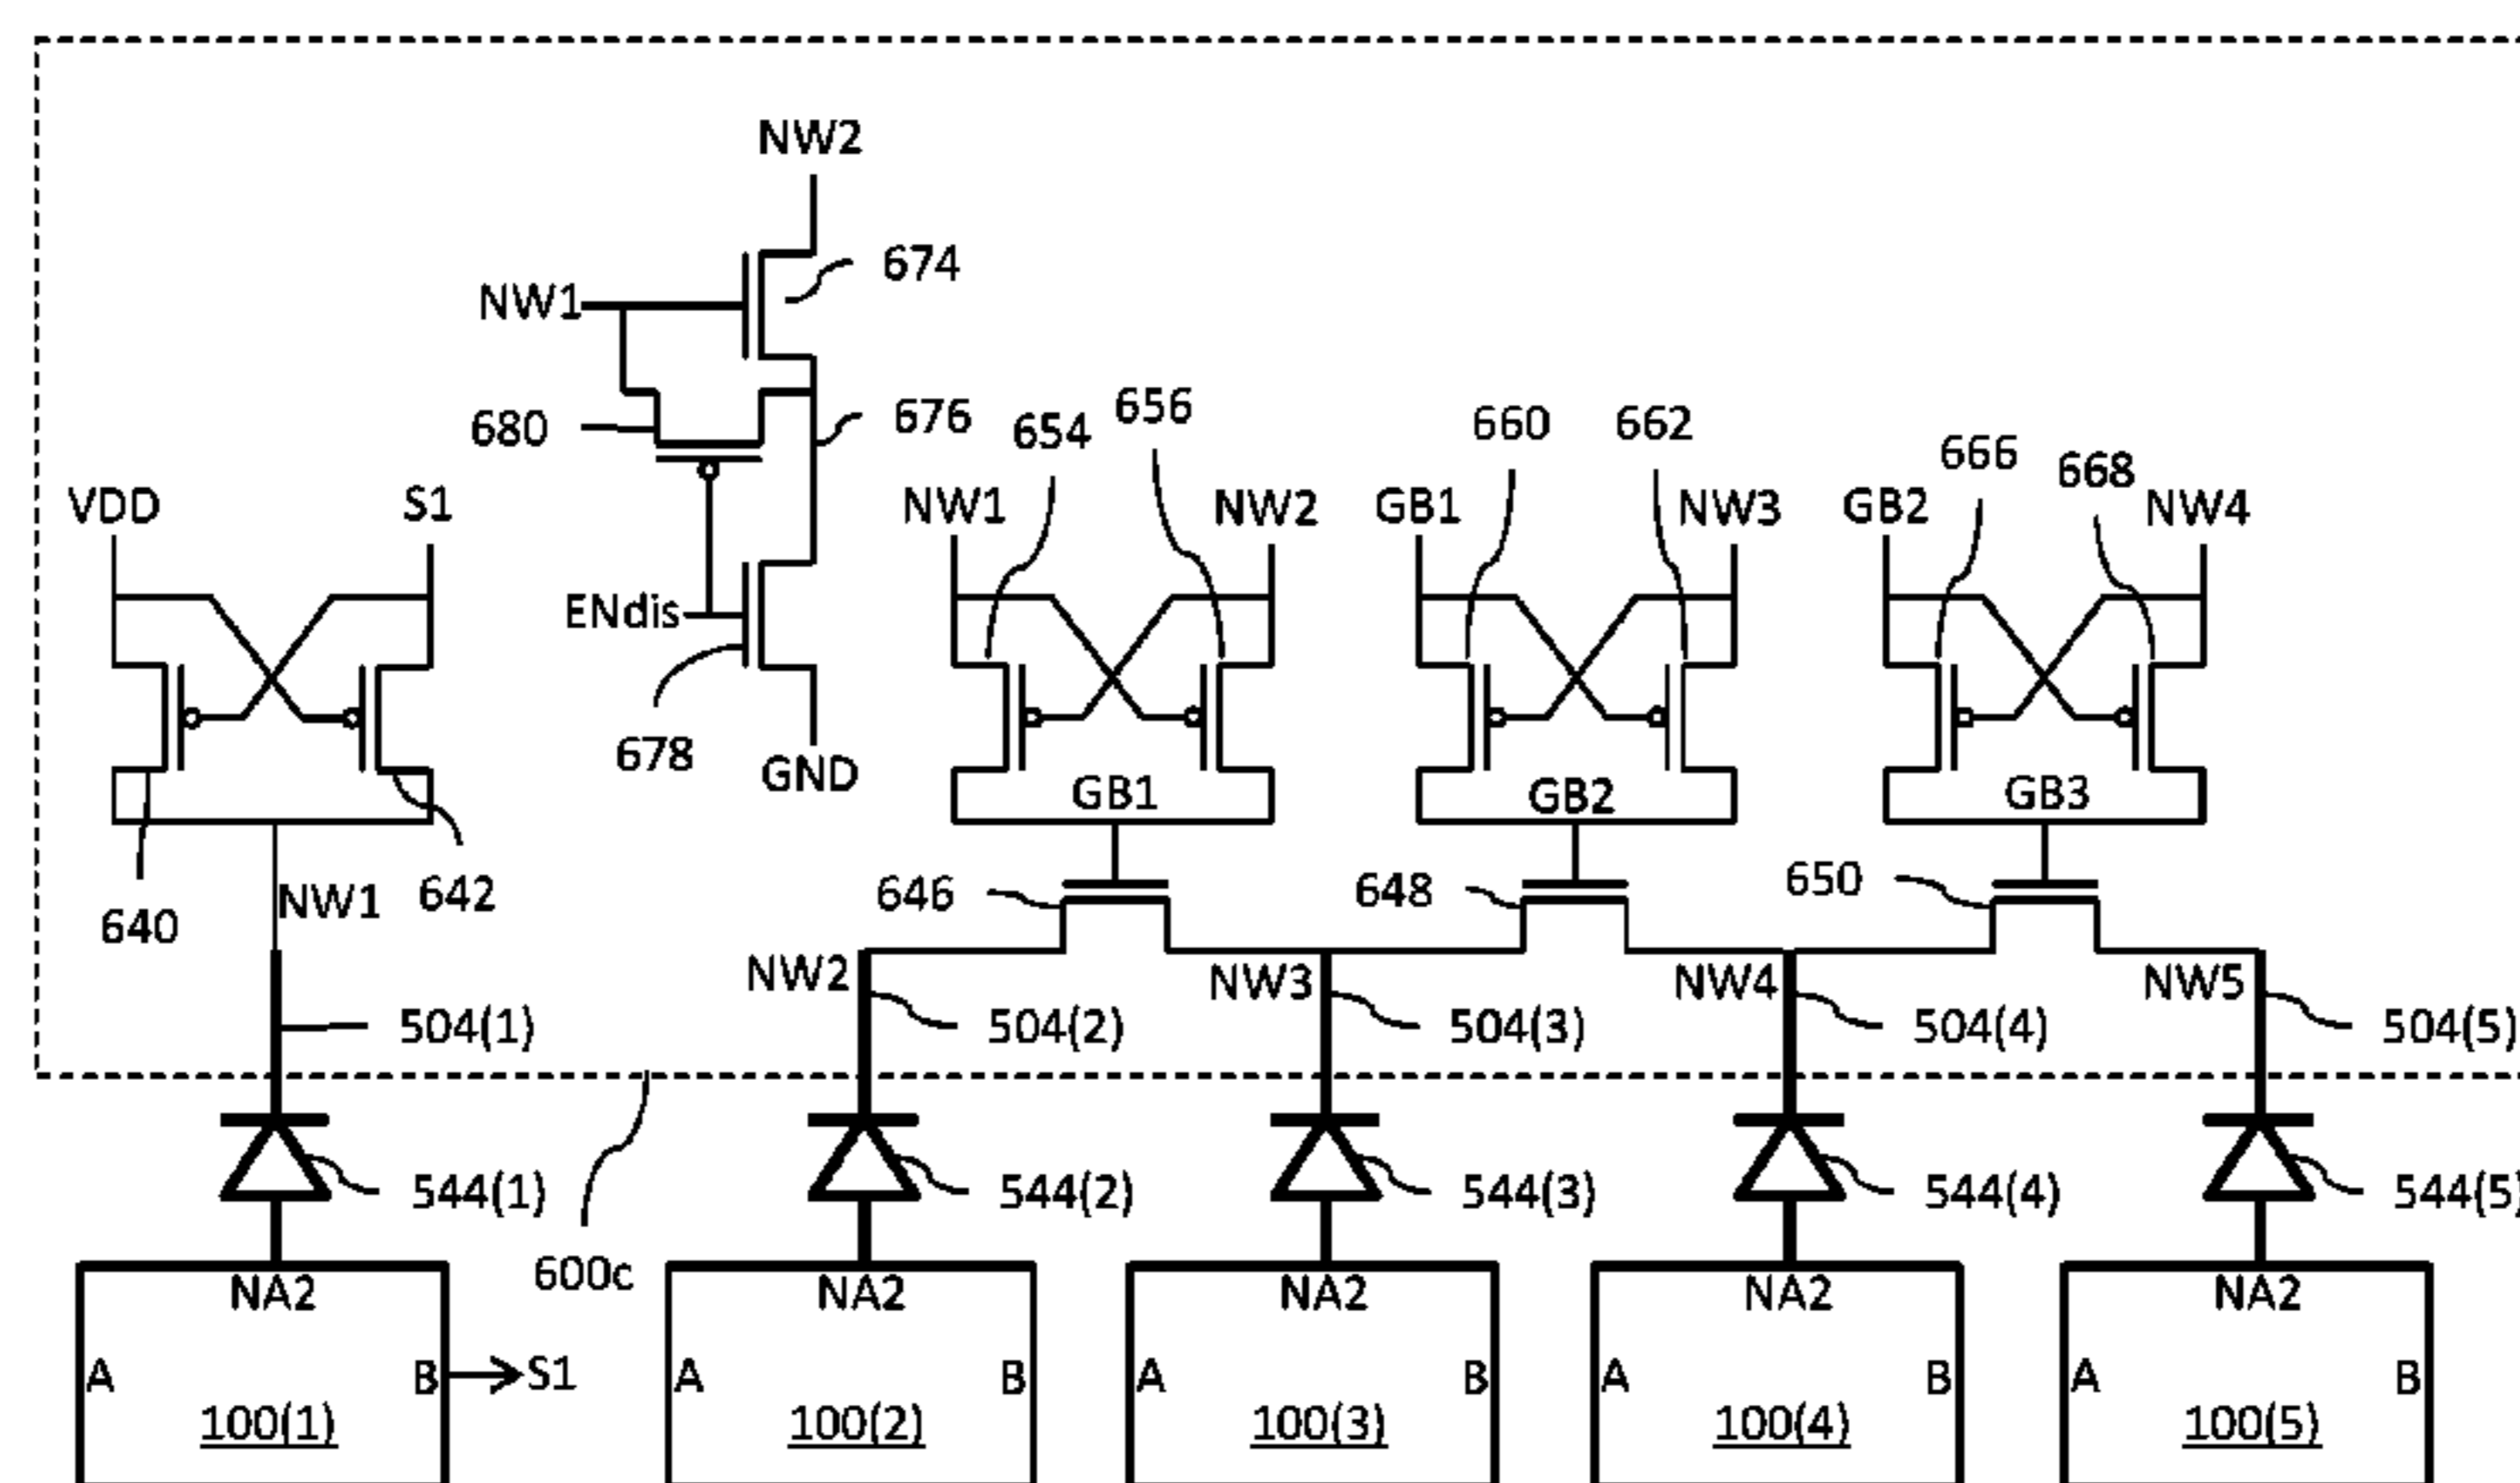 NW2
674
NW1
680
676
654
656
660
662
666
668
VDD
S1
NW1
NW2
GB1
NW3
GB2
NW4
ENdis
678
GND
GB1
GB2
GB3
640
NW1
642
646
648
650
NW2
NW3
NW4
NW5
504(1)
504(2)
504(3)
504(4)
504(5)
544(1)
544(2)
544(3)
544(4)
544(5)
600c
NA2
NA2
NA2
NA2
NA2
A
B
S1
A
B
A
B
A
B
A
B
100(1)
100(2)
100(3)
100(4)
100(5)